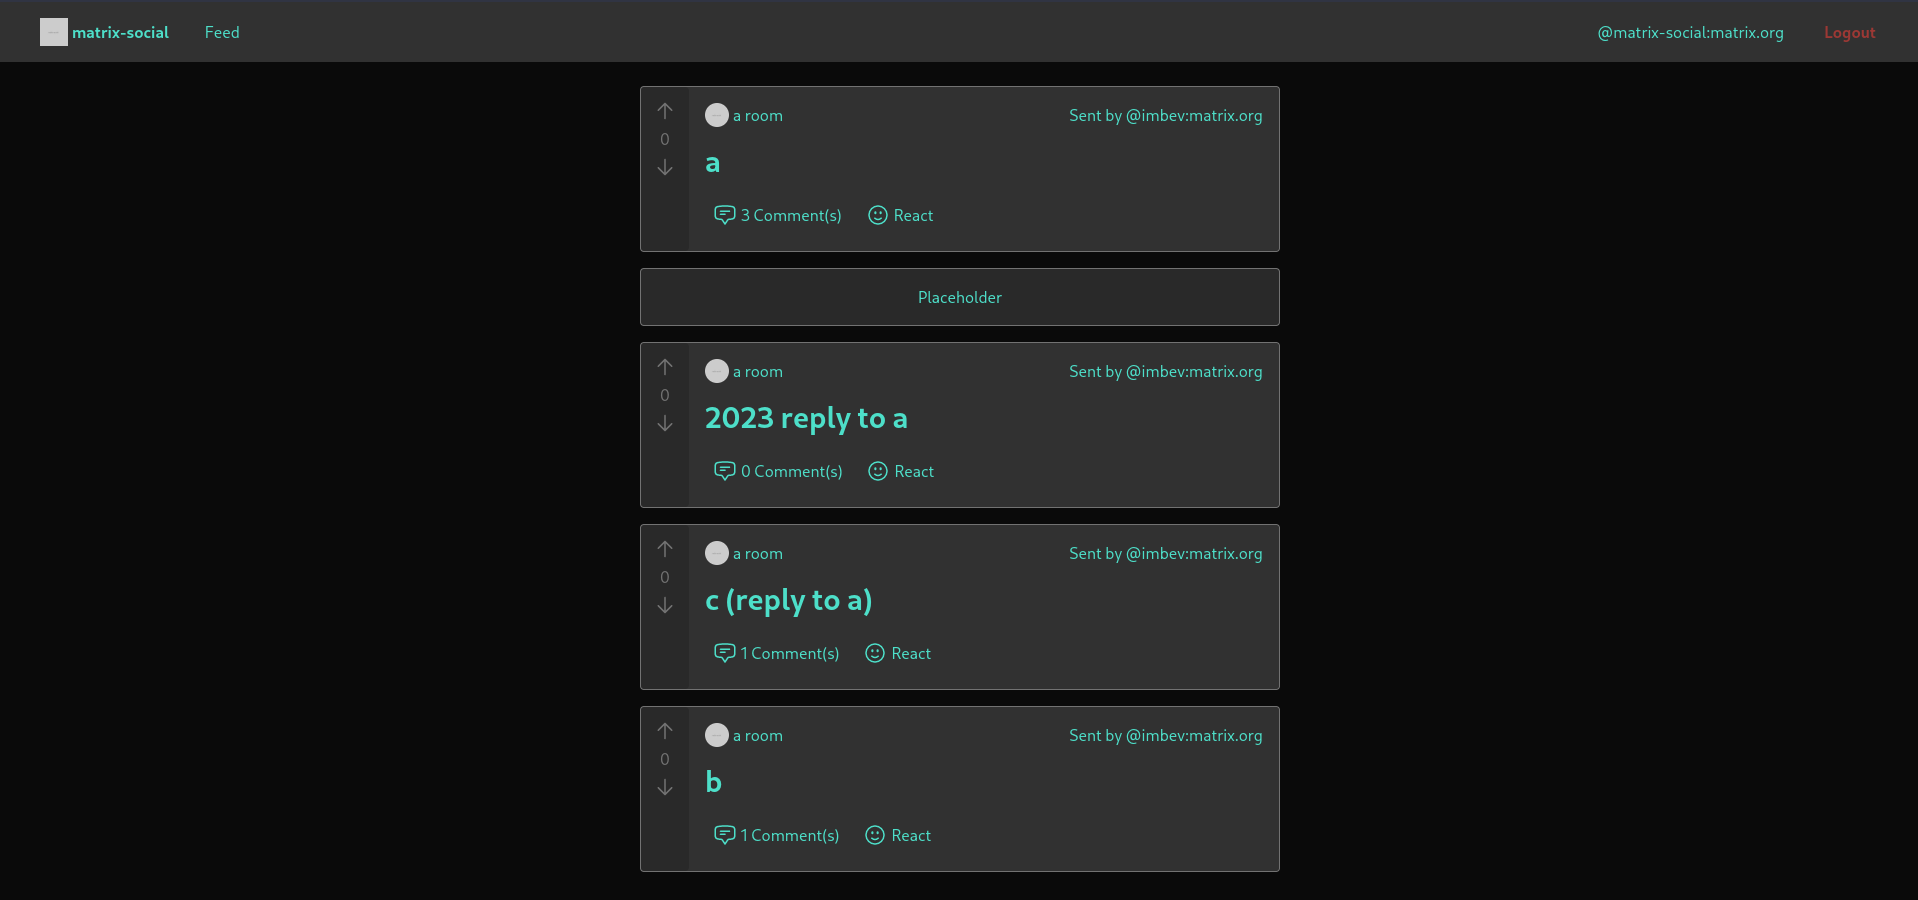 matrix-social Feed @matrix-social:matrix.org Logout
0
a room Sent by @imbev:matrix.org
a
3 Comment(s) React
Placeholder
0
a room Sent by @imbev:matrix.org
2023 reply to a
0 Comment(s) React
0
a room Sent by @imbev:matrix.org
c (reply to a)
1 Comment(s) React
0
a room Sent by @imbev:matrix.org
b
1 Comment(s) React